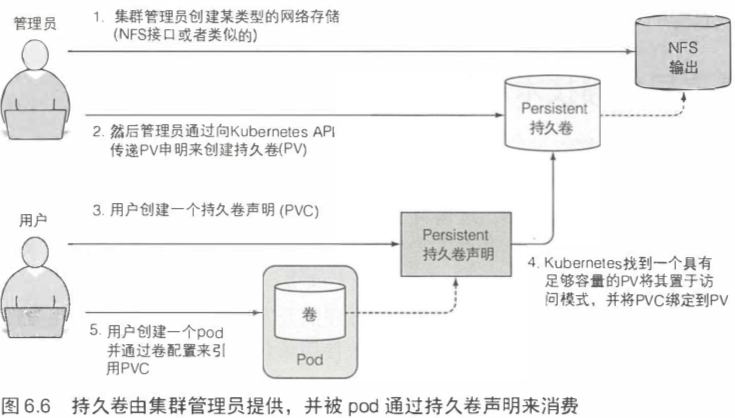 管理员
1. 集群管理员创建某类型的网络存储
(NFS接口或者类似的)
NFS
输出
Persistent
持久卷
2. 然后管理员通过向Kubernetes API
传递PV申明来创建持久卷(PV)
3. 用户创建一个持久卷声明 (PVC)
用户
Persistent
持久卷声明
4. Kubernetes找到一个具有
足够容量的PV将其置于访
问模式，并将PVC绑定到PV
卷
5. 用户创建一个pod
并通过卷配置来引
用PVC
Pod
图 6.6 持久卷由集群管理员提供，并被 pod 通过持久卷声明来消费